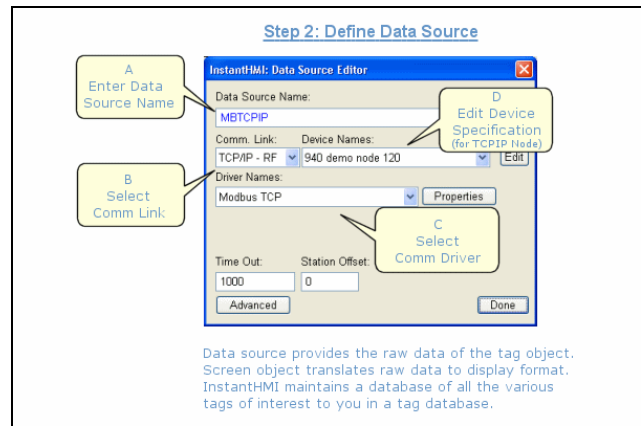 Step 2: Define Data Source
A
Enter Data
Source Name
InstantHMI: Data Source Editor
Data Source Name:
MBTCPIP
D
Edit Device
Specification
(for TCPIP Node)
Comm. Link:
Device Names:
TCP/IP - RF
940 demo node 120
Edit
B
Select
Comm Link
Driver Names:
Modbus TCP
Properties
C
Select
Comm Driver
Time Out:
Station Offset:
1000
0
Advanced
Done
Data source provides the raw data of the tag object.
Screen object translates raw data to display format.
InstantHMI maintains a database of all the various
tags of interest to you in a tag database.